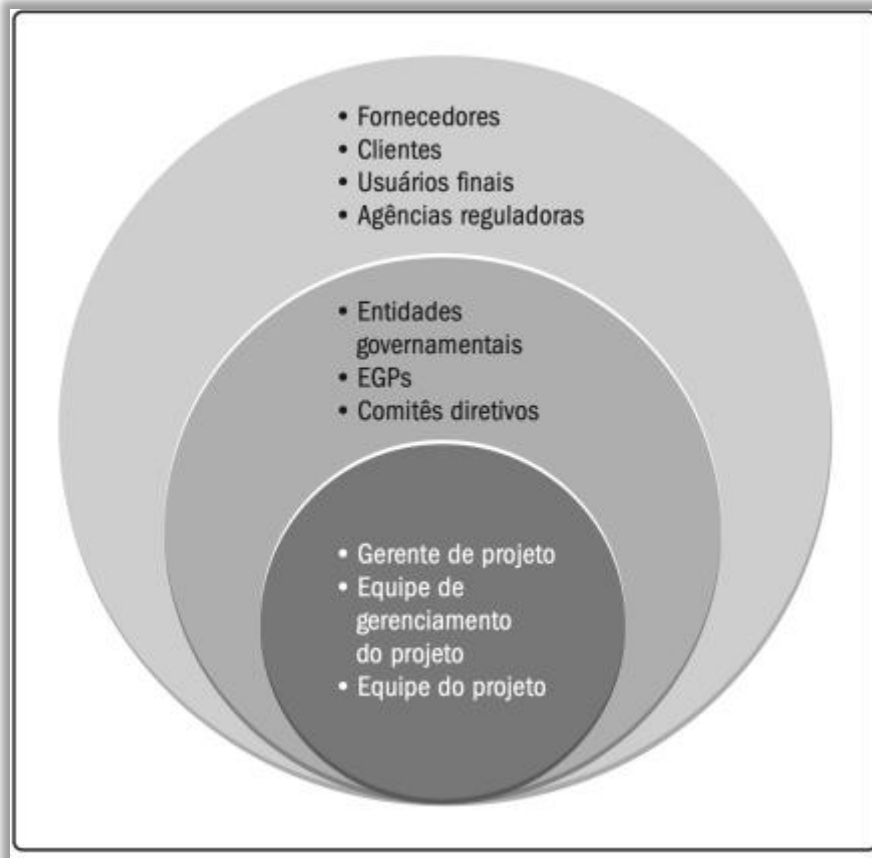 • Fornecedores
• Clientes
• Usuários finais
• Agências reguladoras
• Entidades
governamentais
• EGPs
• Comitês diretivos
• Gerente de projeto
• Equipe de
gerenciamento
do projeto
• Equipe do projeto